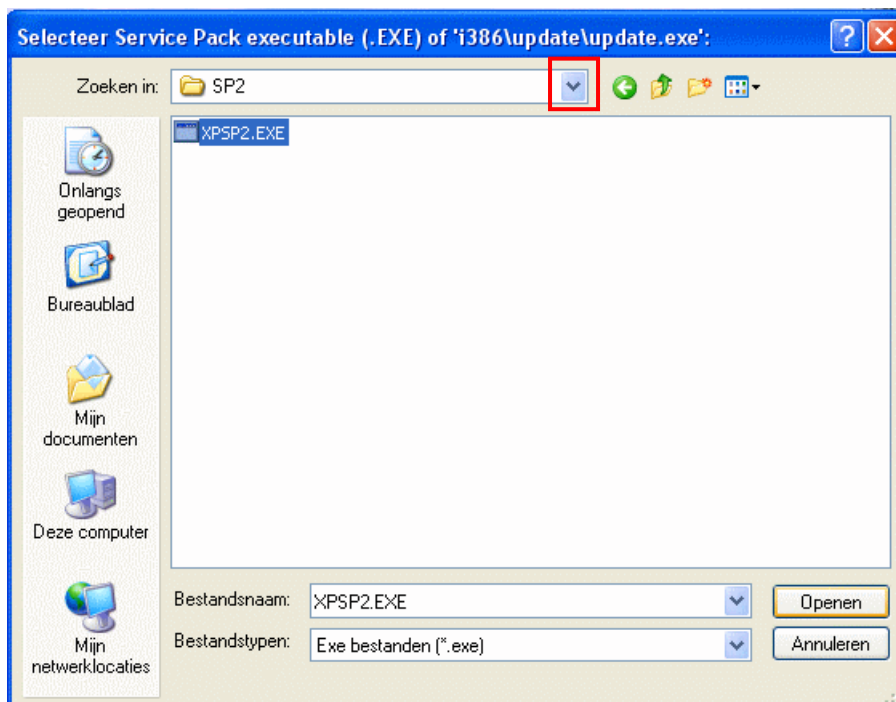 Selecteer Service Pack executable (.EXE) of 'i386\update\update.exe':
Zoeken in: SP2
XPSP2.EXE
Onlangs
geopend
Bureaublad
Mijn
documenten
Deze computer
Mijn
netwerklocaties
Bestandsnaam: XPSP2.EXE Openen
Bestandstypen: Exe bestanden (*.exe) Annuleren